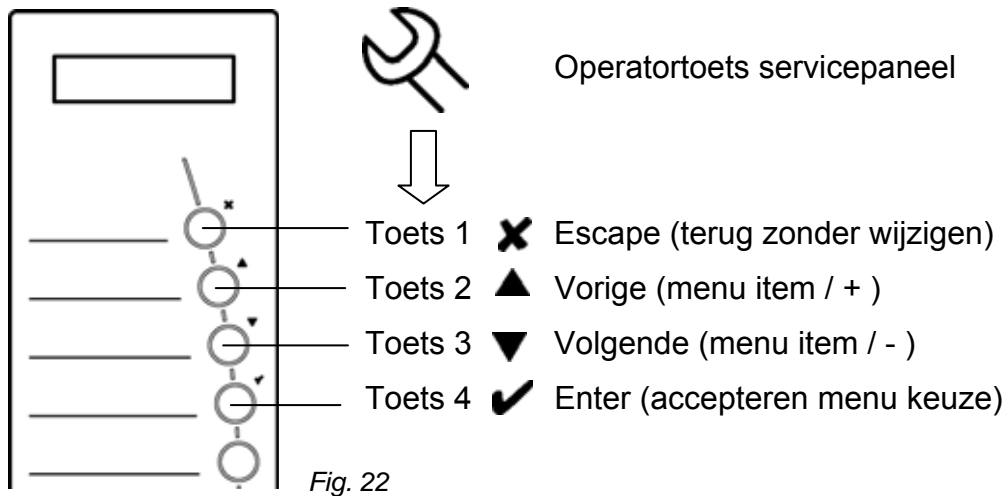 Operatortoets servicepaneel
Toets 1 ✘ Escape (terug zonder wijzigen)
Toets 2 ▲ Vorige (menu item / + )
Toets 3 ▼ Volgende (menu item / - )
Toets 4 ✔ Enter (accepteren menu keuze)
Fig. 22